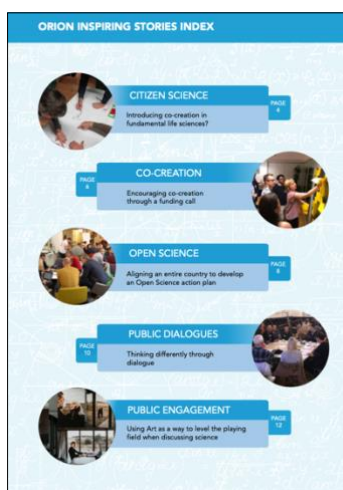 ORION INSPIRING STORIES INDEX
CITIZEN SCIENCE
Introducing co-creation in
fundamental life sciences?
PAGE
4
CO-CREATION
PAGE
6
Encouraging co-creation
through a funding call
OPEN SCIENCE
Aligning an entire country to develop
an Open Science action plan
PAGE
8
PUBLIC DIALOGUES
PAGE
10
Thinking differently through
dialogue
PUBLIC ENGAGEMENT
Using Art as a way to level the playing
field when discussing science
PAGE
12